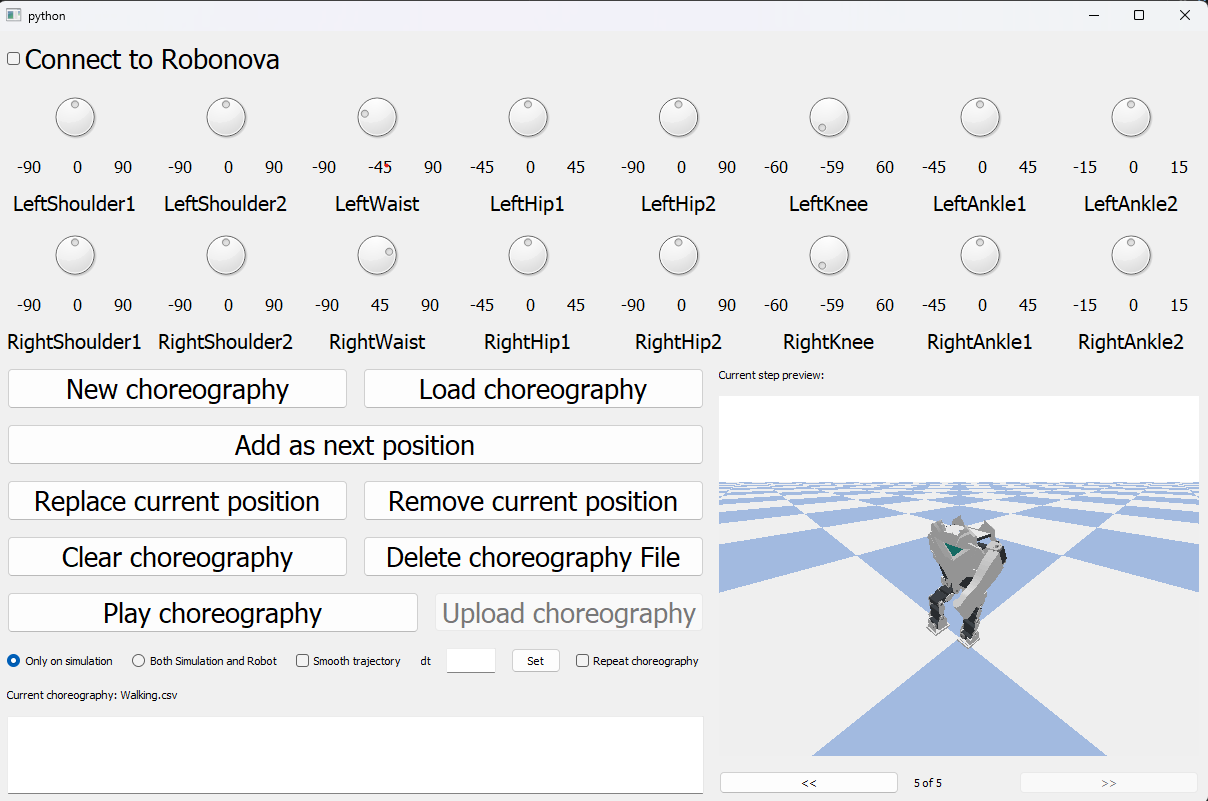 python
Connect to Robonova
-90 0 90 -90 0 90 -90 -45 90 -45 0 45 -90 0 90 -60 -59 60 -45 0 45 -15 0 15
LeftShoulder1 LeftShoulder2 LeftWaist LeftHip1 LeftHip2 LeftKnee LeftAnkle1 LeftAnkle2
-90 0 90 -90 0 90 -90 45 90 -45 0 45 -90 0 90 -60 -59 60 -45 0 45 -15 0 15
RightShoulder1 RightShoulder2 RightWaist RightHip1 RightHip2 RightKnee RightAnkle1 RightAnkle2
New choreography Load choreography
Add as next position
Replace current position Remove current position
Clear choreography Delete choreography File
Play choreography Upload choreography
Only on simulation Both Simulation and Robot Smooth trajectory dt Set Repeat choreography
Current choreography: Walking.csv
Current step preview:
<< 5 of 5 >>